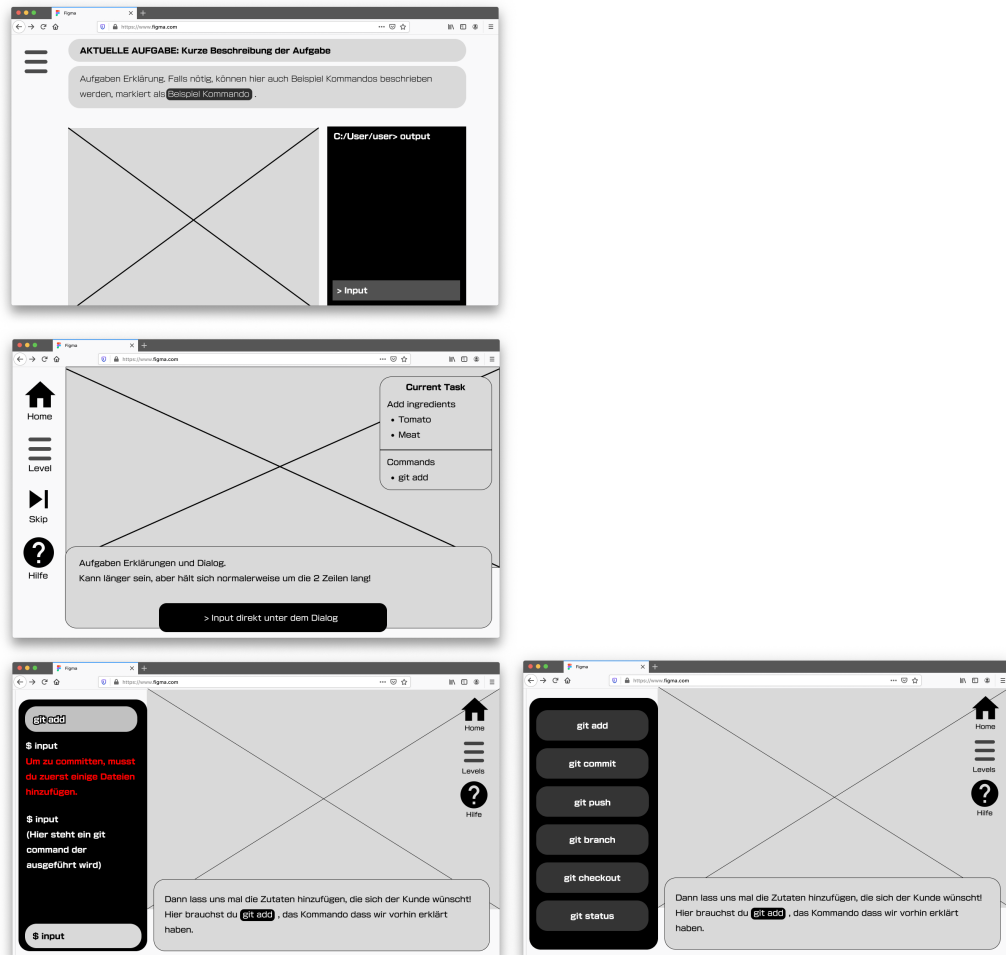 Figma
https://www.figma.com
AKTUELLE AUFGABE: Kurze Beschreibung der Aufgabe
Aufgaben Erklärung. Falls nötig, können hier auch Beispiel Kommandos beschrieben
werden, markiert als Beispiel Kommando .
C:/User/user> output
> Input
Figma
https://www.figma.com
Home
Level
Skip
Hilfe
Current Task
Add ingredients
• Tomato
• Meat
Commands
• git add
Aufgaben Erklärungen und Dialog.
Kann länger sein, aber hält sich normalerweise um die 2 Zeilen lang!
> Input direkt unter dem Dialog
Figma
https://www.figma.com
git add
$ input
Um zu committen, musst
du zuerst einige Dateien
hinzufügen.
$ input
(Hier steht ein git
command der
ausgeführt wird)
$ input
Home
Levels
Hilfe
Dann lass uns mal die Zutaten hinzufügen, die sich der Kunde wünscht!
Hier brauchst du git add , das Kommando dass wir vorhin erklärt
haben.
Figma
https://www.figma.com
git add
git commit
git push
git branch
git checkout
git status
Home
Levels
Hilfe
Dann lass uns mal die Zutaten hinzufügen, die sich der Kunde wünscht!
Hier brauchst du git add , das Kommando dass wir vorhin erklärt
haben.